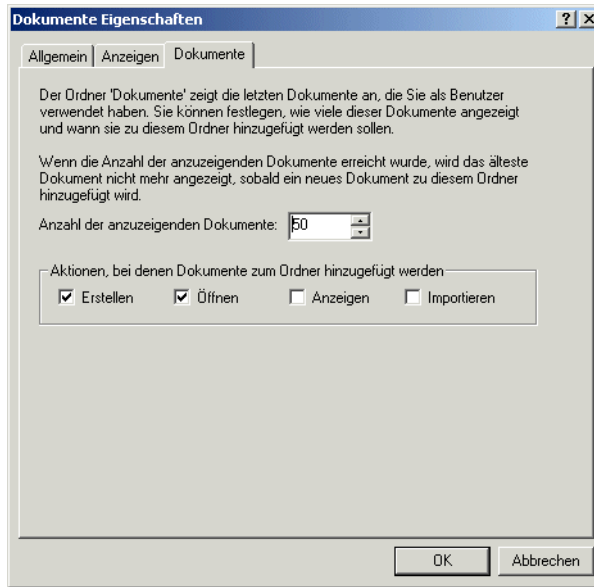 Dokumente Eigenschaften
Allgemein Anzeigen Dokumente
Der Ordner 'Dokumente' zeigt die letzten Dokumente an, die Sie als Benutzer
verwendet haben. Sie können festlegen, wie viele dieser Dokumente angezeigt
und wann sie zu diesem Ordner hinzugefügt werden sollen.
Wenn die Anzahl der anzuzeigenden Dokumente erreicht wurde, wird das älteste
Dokument nicht mehr angezeigt, sobald ein neues Dokument zu diesem Ordner
hinzugefügt wird.
Anzahl der anzuzeigenden Dokumente: 50
Aktionen, bei denen Dokumente zum Ordner hinzugefügt werden
Erstellen Öffnen Anzeigen Importieren
OK Abbrechen